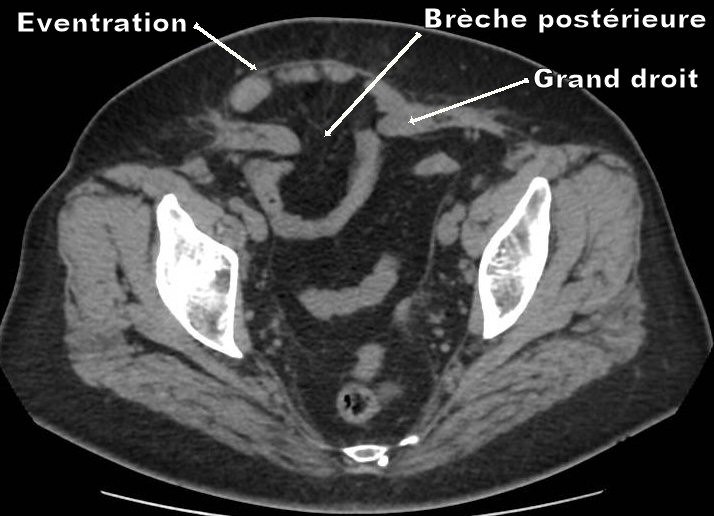 Eventration
Brèche postérieure
Grand droit